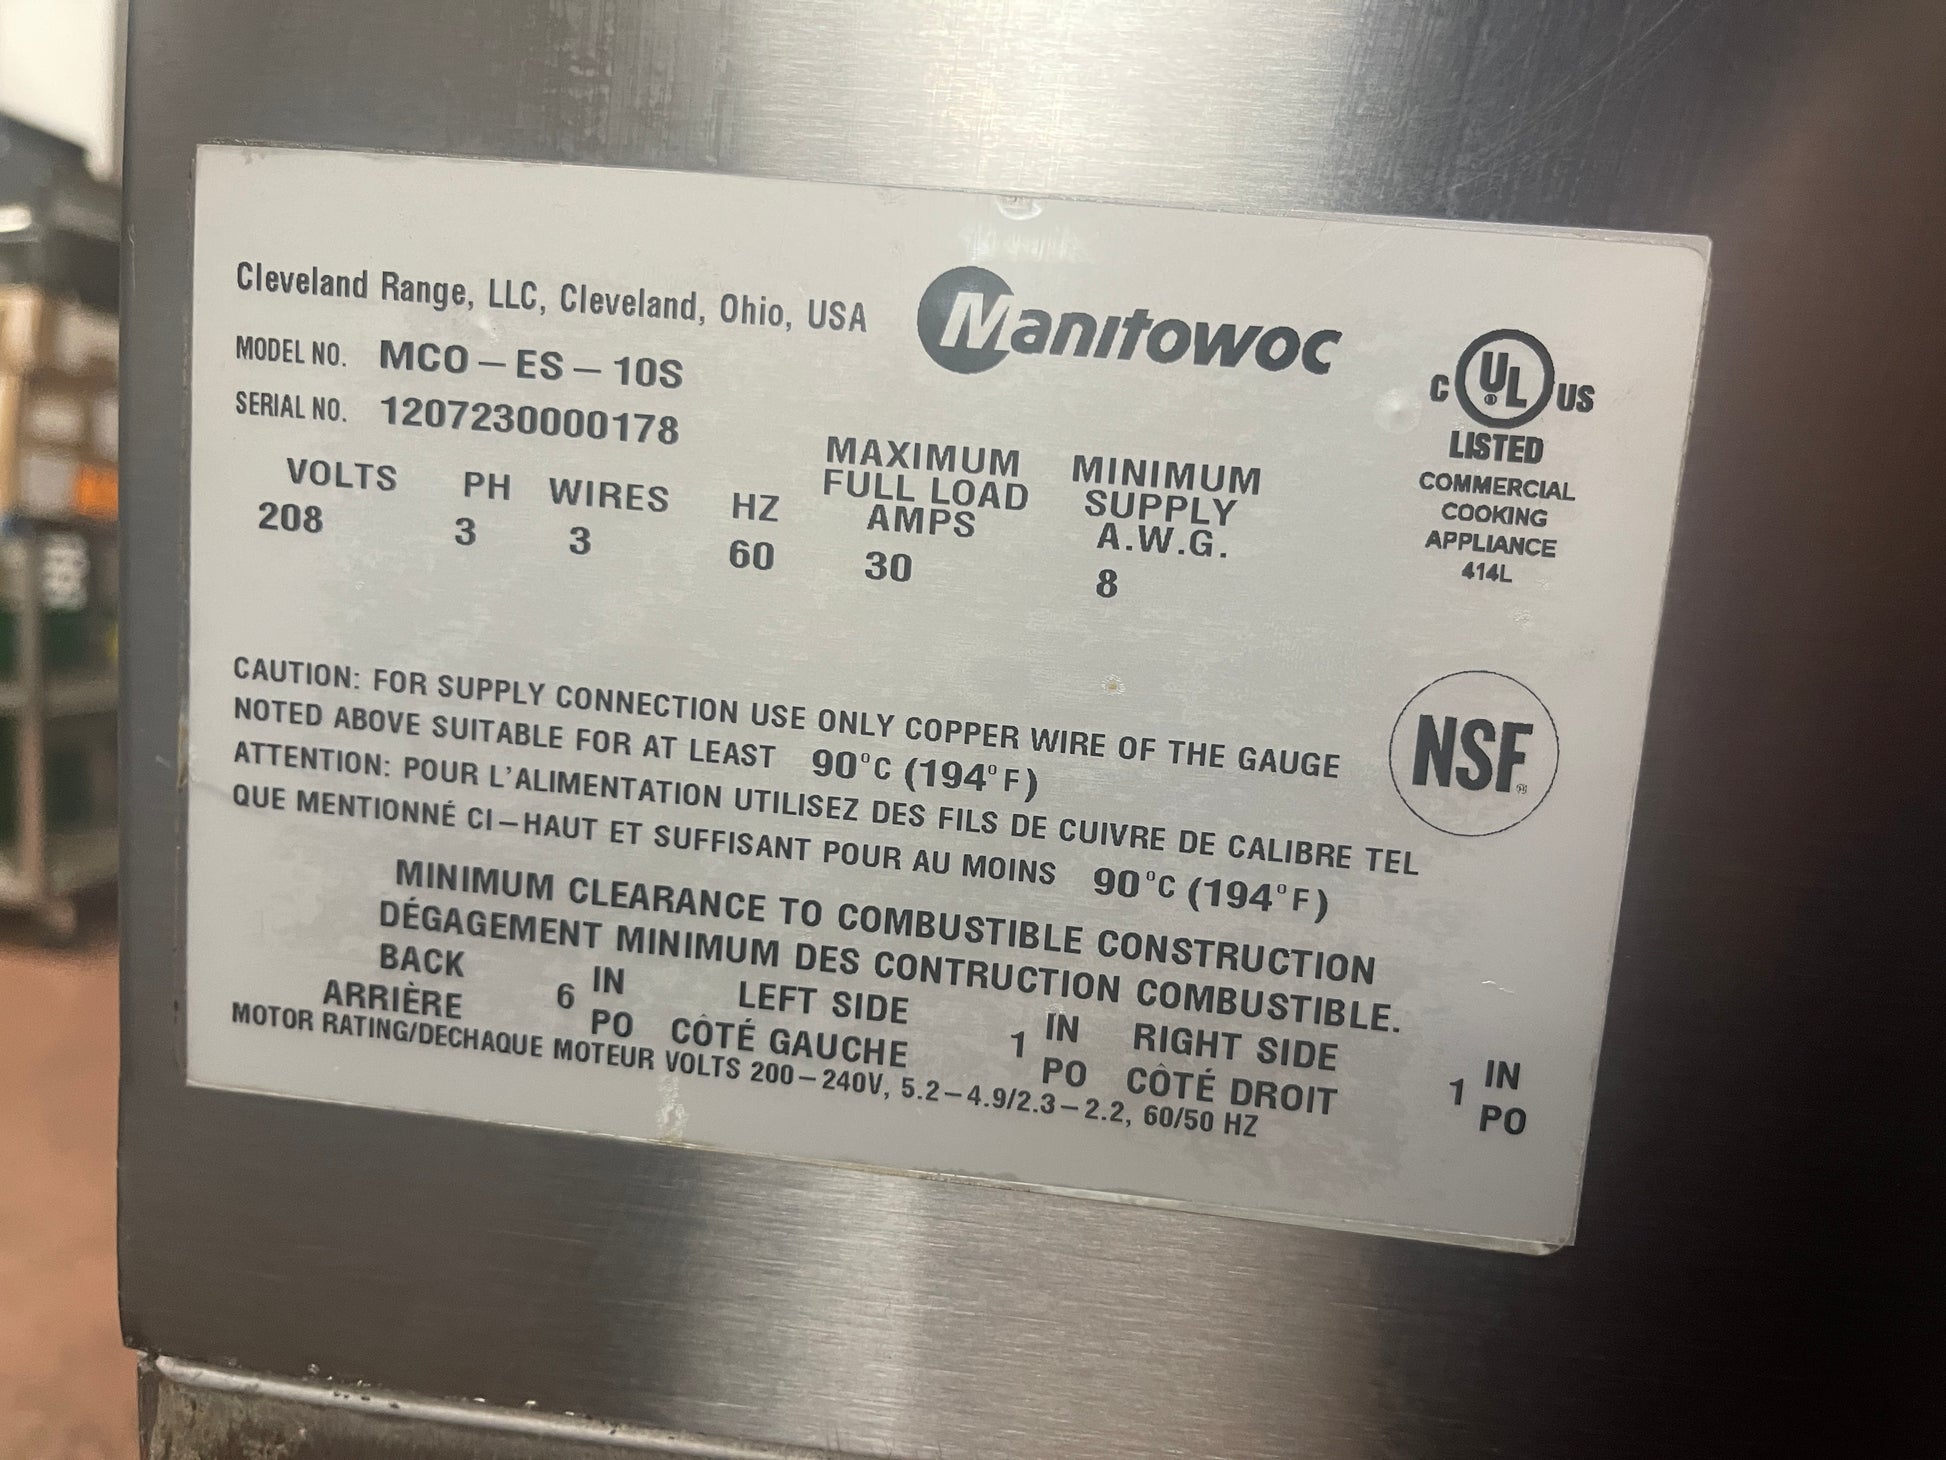 Cleveland Range, LLC, Cleveland, Ohio, USA
Manitowoc
MODEL NO. MCO – ES – 10S
SERIAL NO. 1207230000178
C UL® US
LISTED
COMMERCIAL
COOKING
APPLIANCE
414L
VOLTS PH WIRES HZ MAXIMUM FULL LOAD AMPS MINIMUM SUPPLY A.W.G.
208 3 3 60 30 8
CAUTION: FOR SUPPLY CONNECTION USE ONLY COPPER WIRE OF THE GAUGE
NOTED ABOVE SUITABLE FOR AT LEAST 90°C (194°F)
ATTENTION: POUR L'ALIMENTATION UTILISEZ DES FILS DE CUIVRE DE CALIBRE TEL
QUE MENTIONNÉ CI–HAUT ET SUFFISANT POUR AU MOINS 90°C (194°F)
NSF®
MINIMUM CLEARANCE TO COMBUSTIBLE CONSTRUCTION
DÉGAGEMENT MINIMUM DES CONTRUCTION COMBUSTIBLE.
BACK 6 IN LEFT SIDE 1 IN RIGHT SIDE 1 IN
ARRIÈRE PO CÔTÉ GAUCHE PO CÔTÉ DROIT PO
MOTOR RATING/DECHAQUE MOTEUR VOLTS 200–240V, 5.2–4.9/2.3–2.2, 60/50 HZ